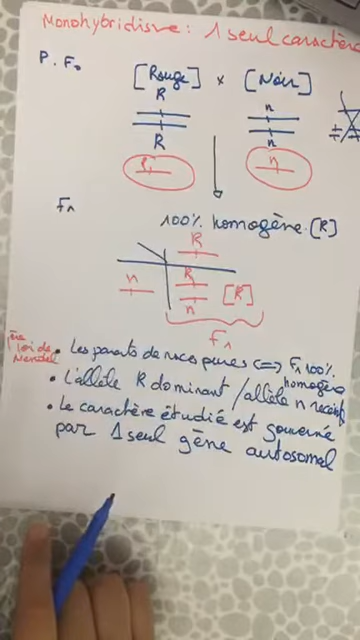 Monohybridisme: 1 seul caractère
P. F₀ [Rouge] x [Noir]
R n
R n
R n
F₁
100% homogène [R]
R
n R [R]
n
F₁
1ère loi de Mendel
• Les parents de races pures <=> F₁ 100% homogène
• L'allèle R dominant / allèle n récessif
• Le caractère étudié est gouverné
par 1 seul gène autosomal